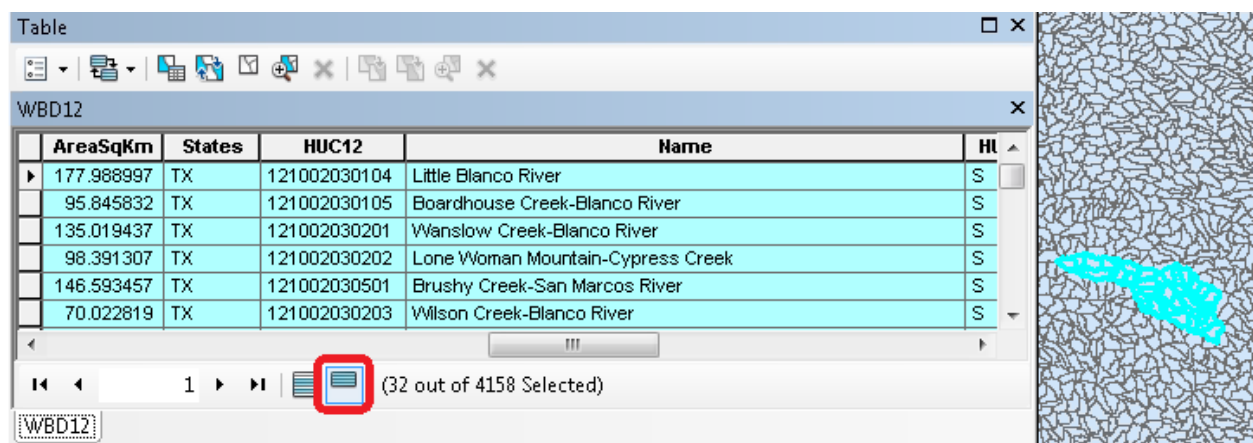 Table
WBD12
AreaSqKm States HUC12 Name HU
177.988997 TX 121002030104 Little Blanco River S
95.845832 TX 121002030105 Boardhouse Creek-Blanco River S
135.019437 TX 121002030201 Wanslow Creek-Blanco River S
98.391307 TX 121002030202 Lone Woman Mountain-Cypress Creek S
146.593457 TX 121002030501 Brushy Creek-San Marcos River S
70.022819 TX 121002030203 Wilson Creek-Blanco River S
1 (32 out of 4158 Selected)
WBD12